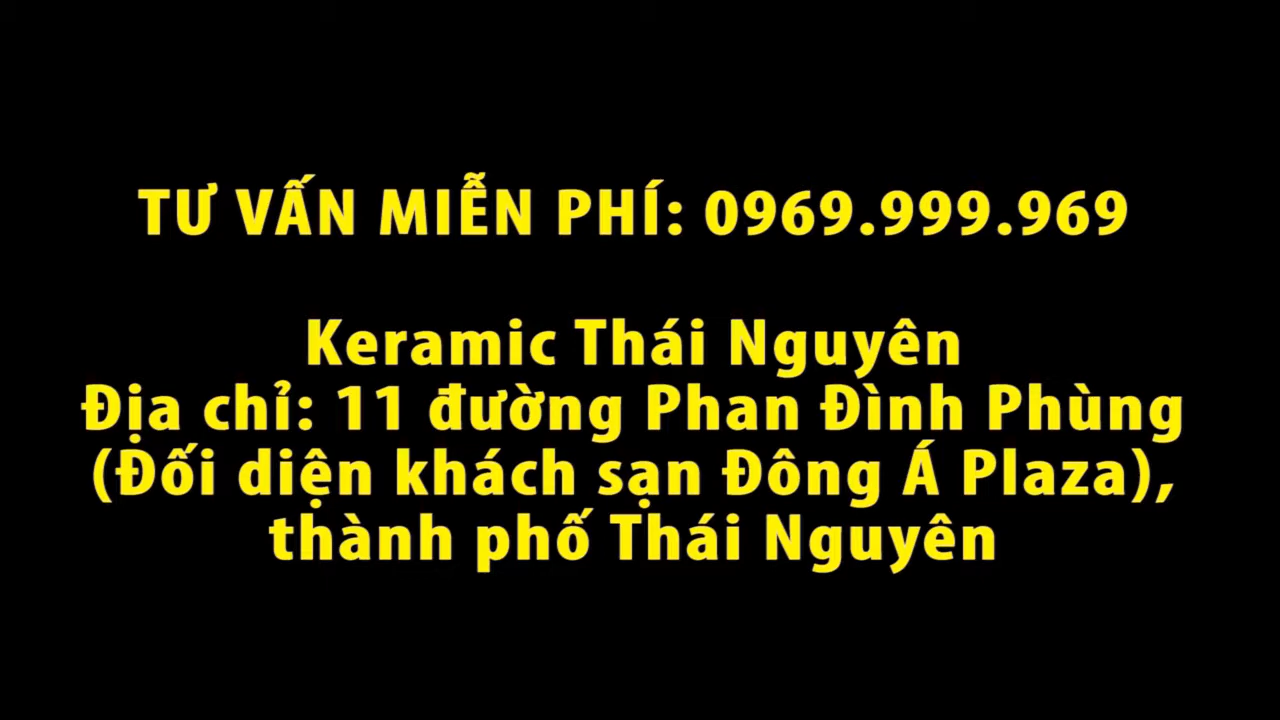 TƯ VẤN MIỄN PHÍ: 0969.999.969
Keramic Thái Nguyên
Địa chỉ: 11 đường Phan Đình Phùng
(Đối diện khách sạn Đông Á Plaza),
thành phố Thái Nguyên